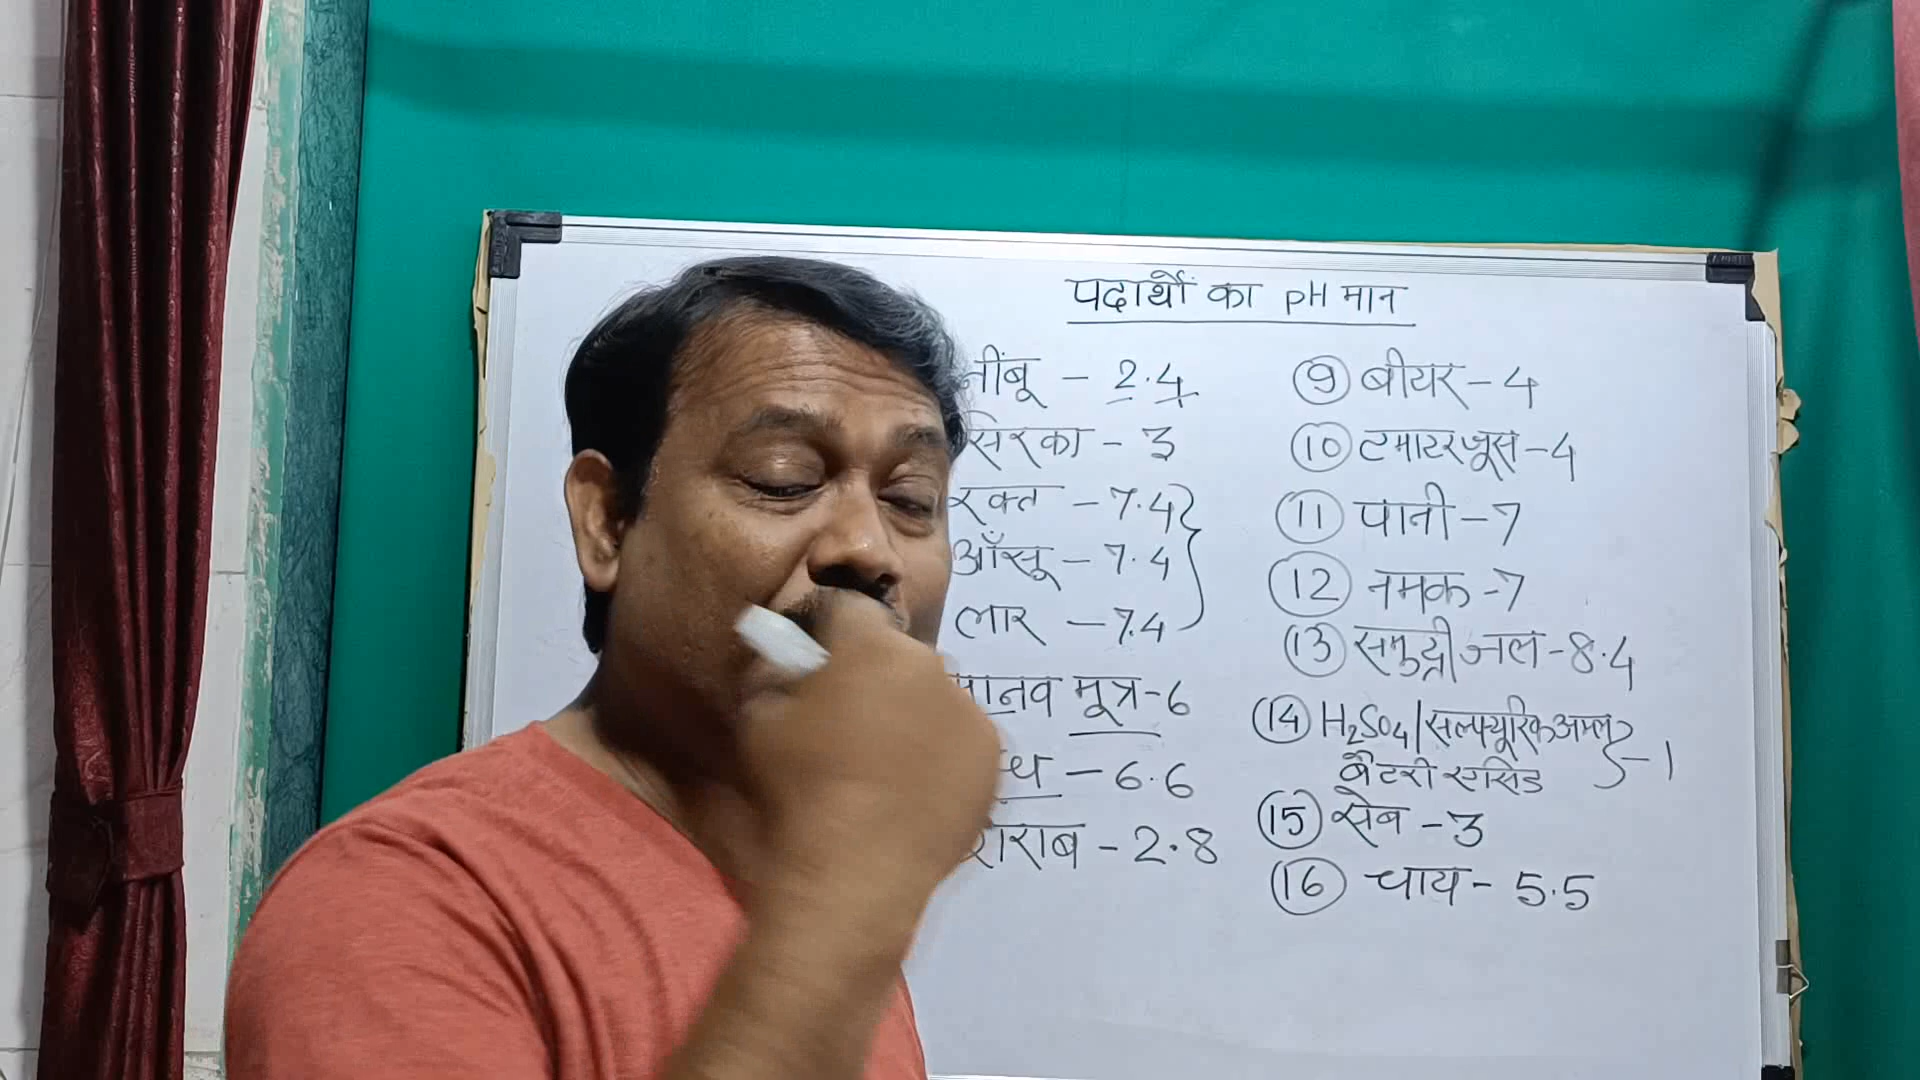 पदार्थों का pH मान
नींबू - 2.4
सिरका - 3
रक्त - 7.4
आँसू - 7.4
लार - 7.4
मानव मूत्र - 6
- 6.6
शराब - 2.8
9 बीयर - 4
10 टमाटर जूस - 4
11 पानी - 7
12 नमक - 7
13 समुद्री जल - 8.4
14 H₂SO₄ | सल्फ्यूरिक अम्ल
बैटरी एसिड - 1
15 सेब - 3
16 चाय - 5.5